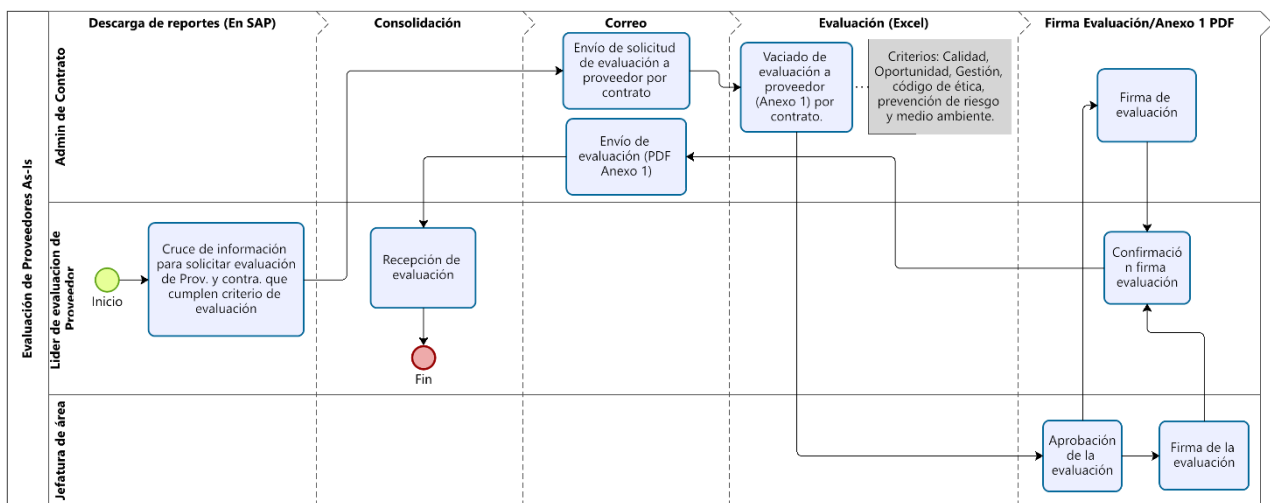 Descarga de reportes (En SAP)
Consolidación
Correo
Evaluación (Excel)
Firma Evaluación/Anexo 1 PDF
Evaluación de Proveedores As-Is
Admin de Contrato
Envío de solicitud
de evaluación a
proveedor por
contrato
Vaciado de
evaluación a
proveedor
(Anexo 1) por
contrato.
Criterios: Calidad,
Oportunidad, Gestión,
código de ética,
prevención de riesgo
y medio ambiente.
Firma de
evaluación
Envío de
evaluación (PDF
Anexo 1)
Lider de evaluacion de
Proveedor
Inicio
Cruce de información
para solicitar evaluación
de Prov. y contra. que
cumplen criterio de
evaluación
Recepción de
evaluación
Fin
Confirmació
n firma
evaluación
Jefatura de área
Aprobación
de la
evaluación
Firma de la
evaluación